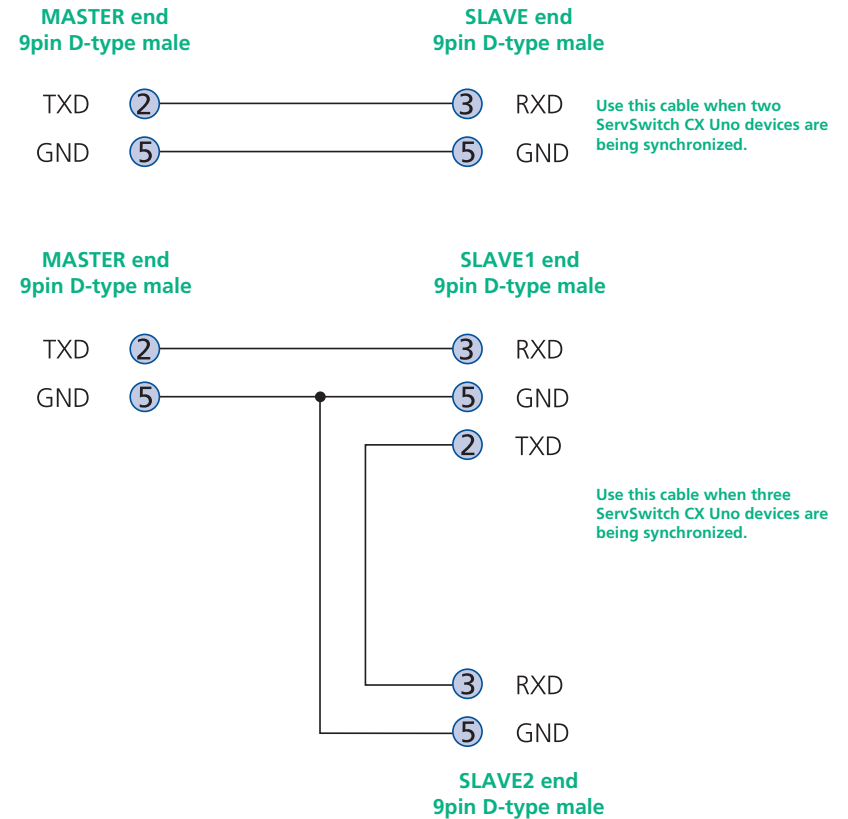 MASTER end
9pin D-type male
SLAVE end
9pin D-type male
TXD 2 3 RXD
GND 5 5 GND
Use this cable when two
ServSwitch CX Uno devices are
being synchronized.
MASTER end
9pin D-type male
SLAVE1 end
9pin D-type male
TXD 2 3 RXD
GND 5 5 GND
2 TXD
Use this cable when three
ServSwitch CX Uno devices are
being synchronized.
3 RXD
5 GND
SLAVE2 end
9pin D-type male